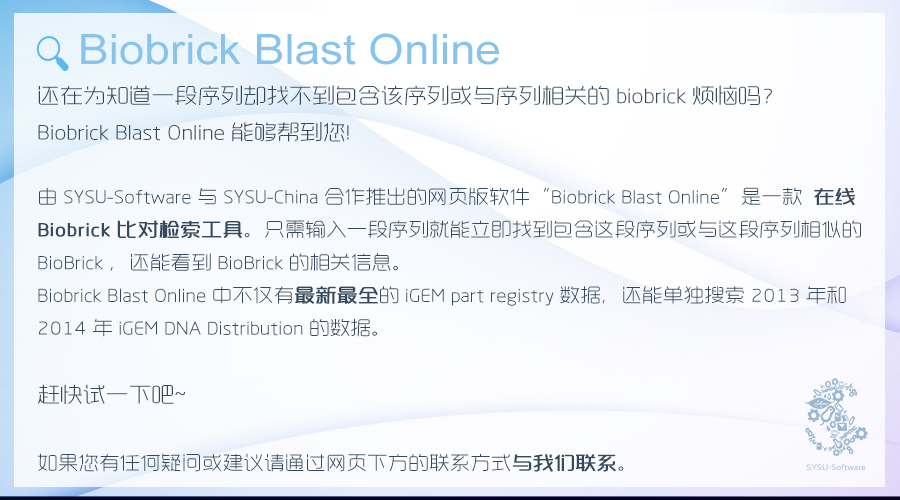 Biobrick Blast Online
还在为知道一段序列却找不到包含该序列或与序列相关的 biobrick 烦恼吗?
Biobrick Blast Online 能够帮到您!
由 SYSU-Software 与 SYSU-China 合作推出的网页版软件“Biobrick Blast Online”是一款 在线
Biobrick 比对检索工具。只需输入一段序列就能立即找到包含这段序列或与这段序列相似的
BioBrick ，还能看到 BioBrick 的相关信息。
Biobrick Blast Online 中不仅有最新最全的 iGEM part registry 数据，还能单独搜索 2013 年和
2014 年 iGEM DNA Distribution 的数据。
赶快试一下吧~
如果您有任何疑问或建议请通过网页下方的联系方式与我们联系。
SYSU-Software